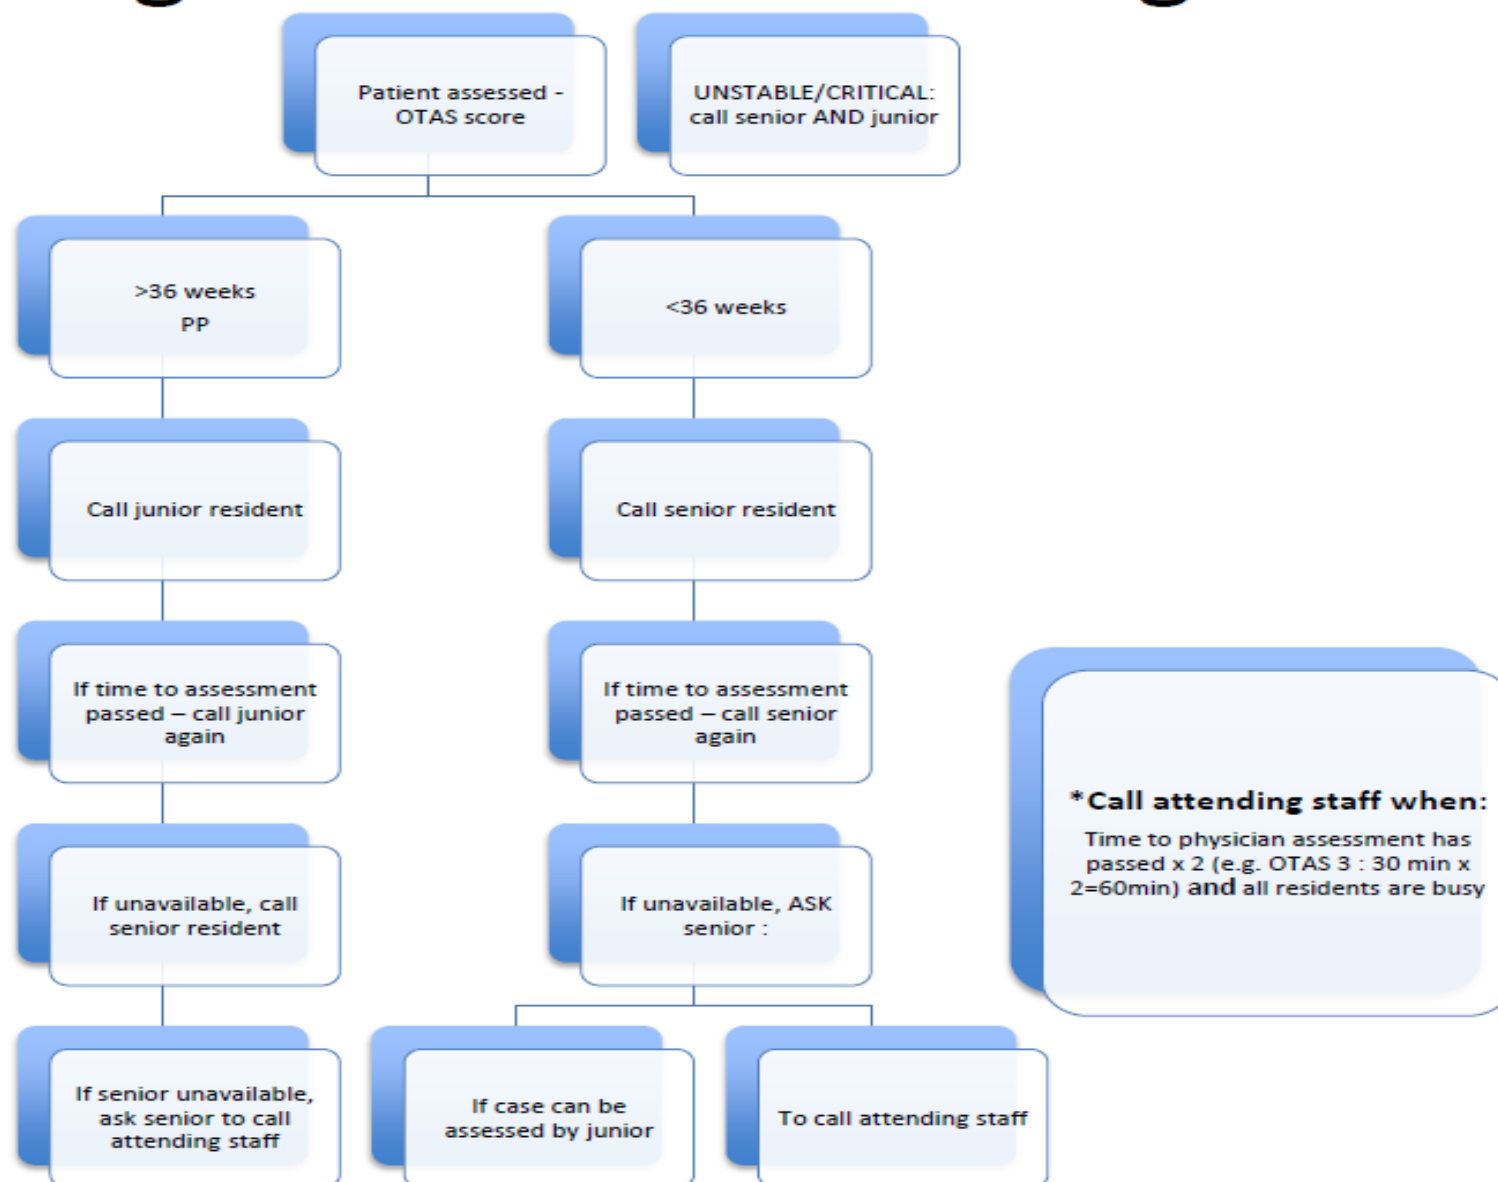 Patient assessed -
OTAS score
UNSTABLE/CRITICAL:
call senior AND junior
>36 weeks
PP
<36 weeks
Call junior resident
Call senior resident
If time to assessment
passed – call junior
again
If time to assessment
passed – call senior
again
*Call attending staff when:
Time to physician assessment has
passed x 2 (e.g. OTAS 3 : 30 min x
2=60min) and all residents are busy
If unavailable, call
senior resident
If unavailable, ASK
senior :
If senior unavailable,
ask senior to call
attending staff
If case can be
assessed by junior
To call attending staff